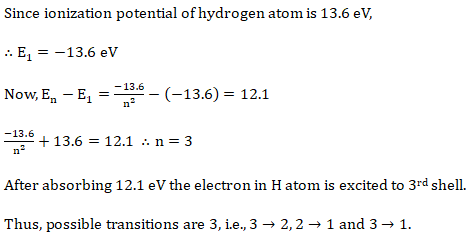 Since ionization potential of hydrogen atom is 13.6 eV,
∴ E₁ = −13.6 eV
Now, Eₙ − E₁ = −13.6/n² − (−13.6) = 12.1
−13.6/n² + 13.6 = 12.1 ∴ n = 3
After absorbing 12.1 eV the electron in H atom is excited to 3ʳᵈ shell.
Thus, possible transitions are 3, i.e., 3 → 2, 2 → 1 and 3 → 1.